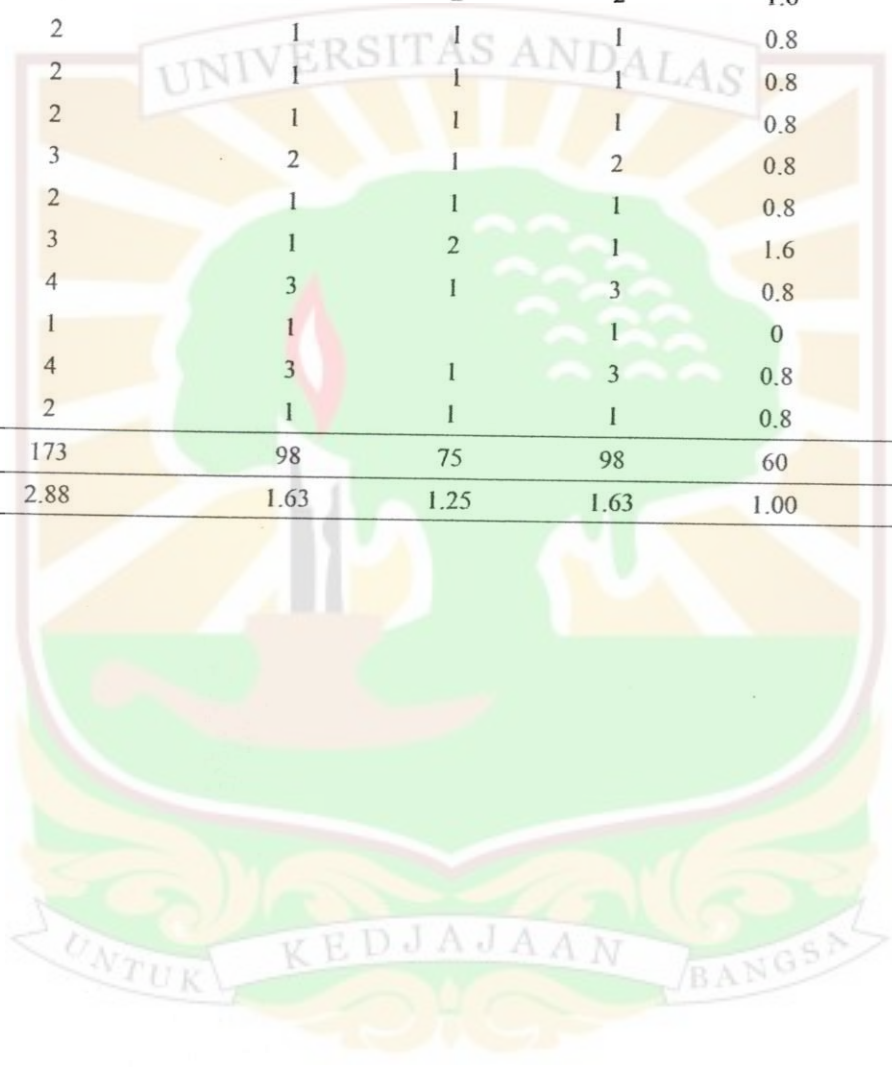 2 1 1 1 0.8
UNIVERSITAS ANDALAS
2 1 1 1 0.8
2 1 1 1 0.8
3 2 1 2 0.8
2 1 1 1 0.8
3 1 2 1 1.6
4 3 1 3 0.8
1 1 1 0
4 3 1 3 0.8
2 1 1 1 0.8
173 98 75 98 60
2.88 1.63 1.25 1.63 1.00
UNTUK KEDJAJAAN BANGSA